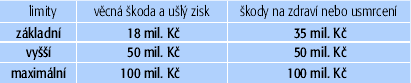 limity věcná škoda a ušlý zisk škody na zdraví nebo usmrcení
základní 18 mil. Kč 35 mil. Kč
vyšší 50 mil. Kč 50 mil. Kč
maximální 100 mil. Kč 100 mil. Kč